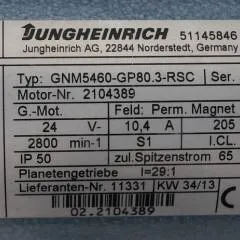 JUNGHEINRICH 51145846
Jungheinrich AG, 22844 Norderstedt, Germany
Typ: GNM5460-GP80.3-RSC Ser.
Motor-Nr. 2104389
G.-Mot. Perm. Magnet
24 V- 10,4 A 205
2800 min-1 S1 I.CL.
IP 50 zul.Spitzenstrom 65
Planetengetriebe I=29:1
Lieferanten-Nr. 11331 KW 34/13
02.2104389